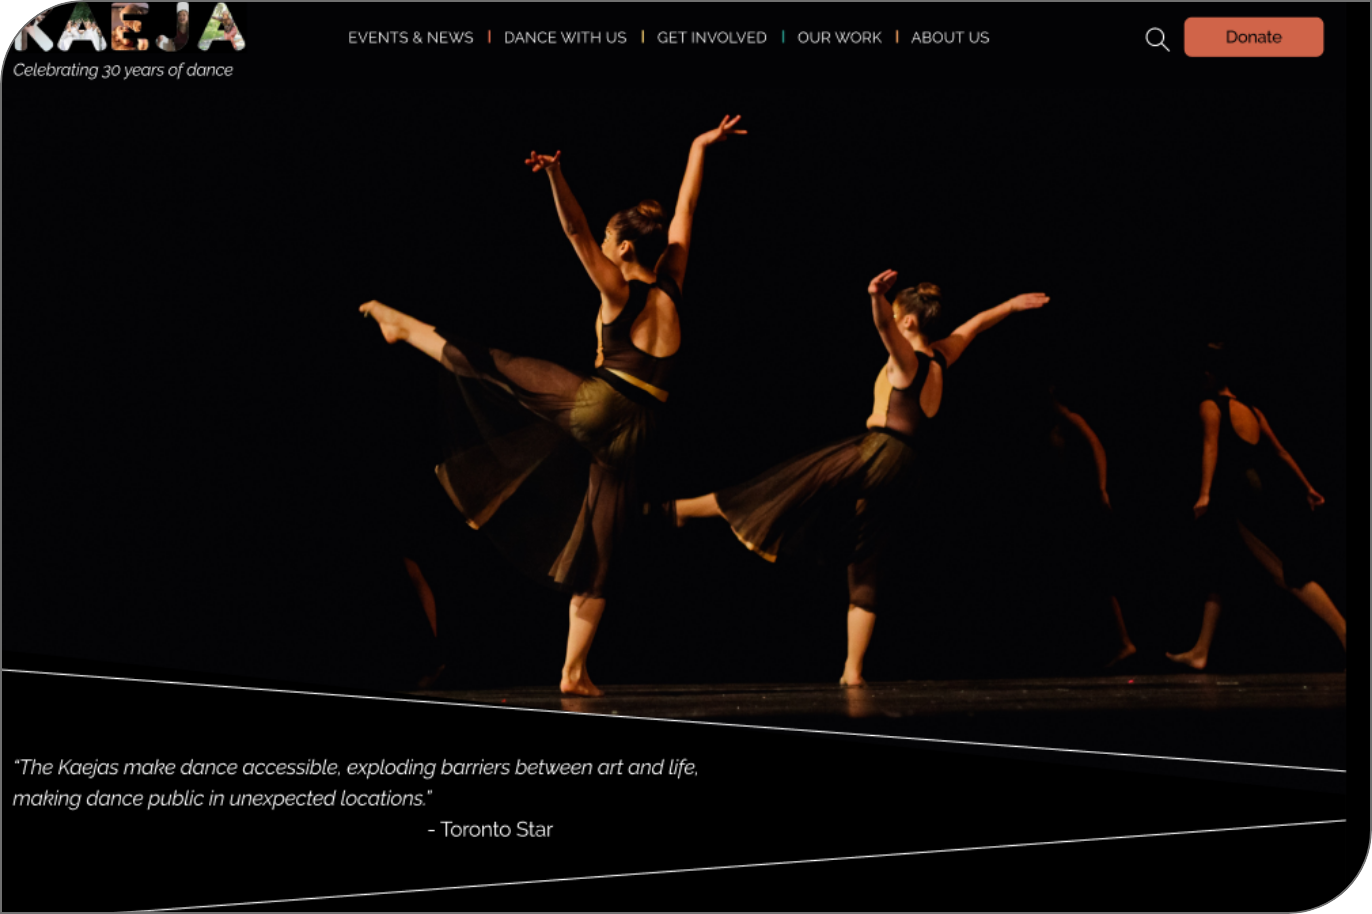 KAEJA
Celebrating 30 years of dance
EVENTS & NEWS | DANCE WITH US | GET INVOLVED | OUR WORK | ABOUT US
Donate
“The Kaejas make dance accessible, exploding barriers between art and life,
making dance public in unexpected locations.”
- Toronto Star